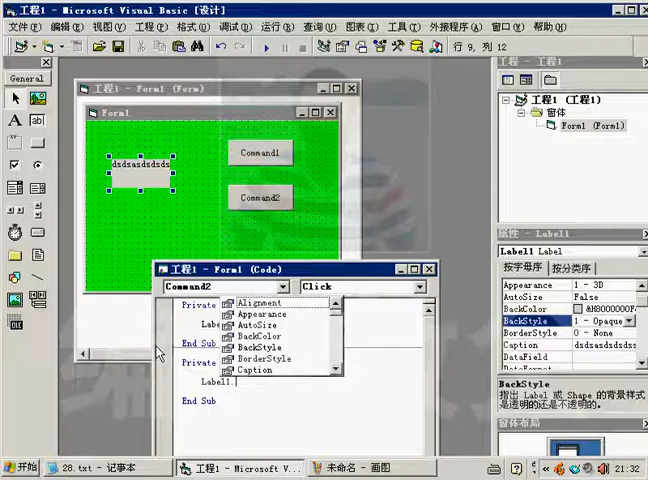 工程1 - Microsoft Visual Basic [设计]
文件(F) 编辑(E) 视图(V) 工程(P) 格式(O) 调试(D) 运行(R) 查询(U) 图表(I) 工具(T) 外接程序(A) 窗口(W) 帮助(H)
行 9, 列 12
General
工程1 - Form1 (Form)
Form1
dsdsasdsdsds
Command1
Command2
工程1 - Form1 (Code)
Command2
Click
Private
Alignment
Appearance
AutoSize
BackColor
BackStyle
BorderStyle
Caption
End Sub
Private
Label1.
End Sub
工程 - 工程1
工程1 (工程1)
窗体
Form1 (Form1)
属性 - Label1
Label1 Label
按字母序 按分类序
Appearance 1 - 3D
AutoSize False
BackColor &H8000000F
BackStyle 1 - Opaque
BorderStyle 0 - None
Caption dsdsasdsdsds
DataField
BackStyle
指出 Label 或 Shape 的背景样式
是透明的还是不透明的.
窗体布局
开始
28.txt - 记事本
工程1 - Microsoft V...
未命名 - 画图
21:32